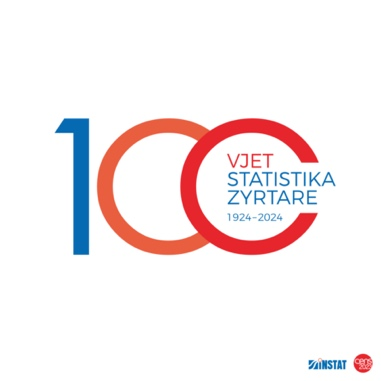 100
VJET
STATISTIKA
ZYRTARE
1924-2024
INSTAT